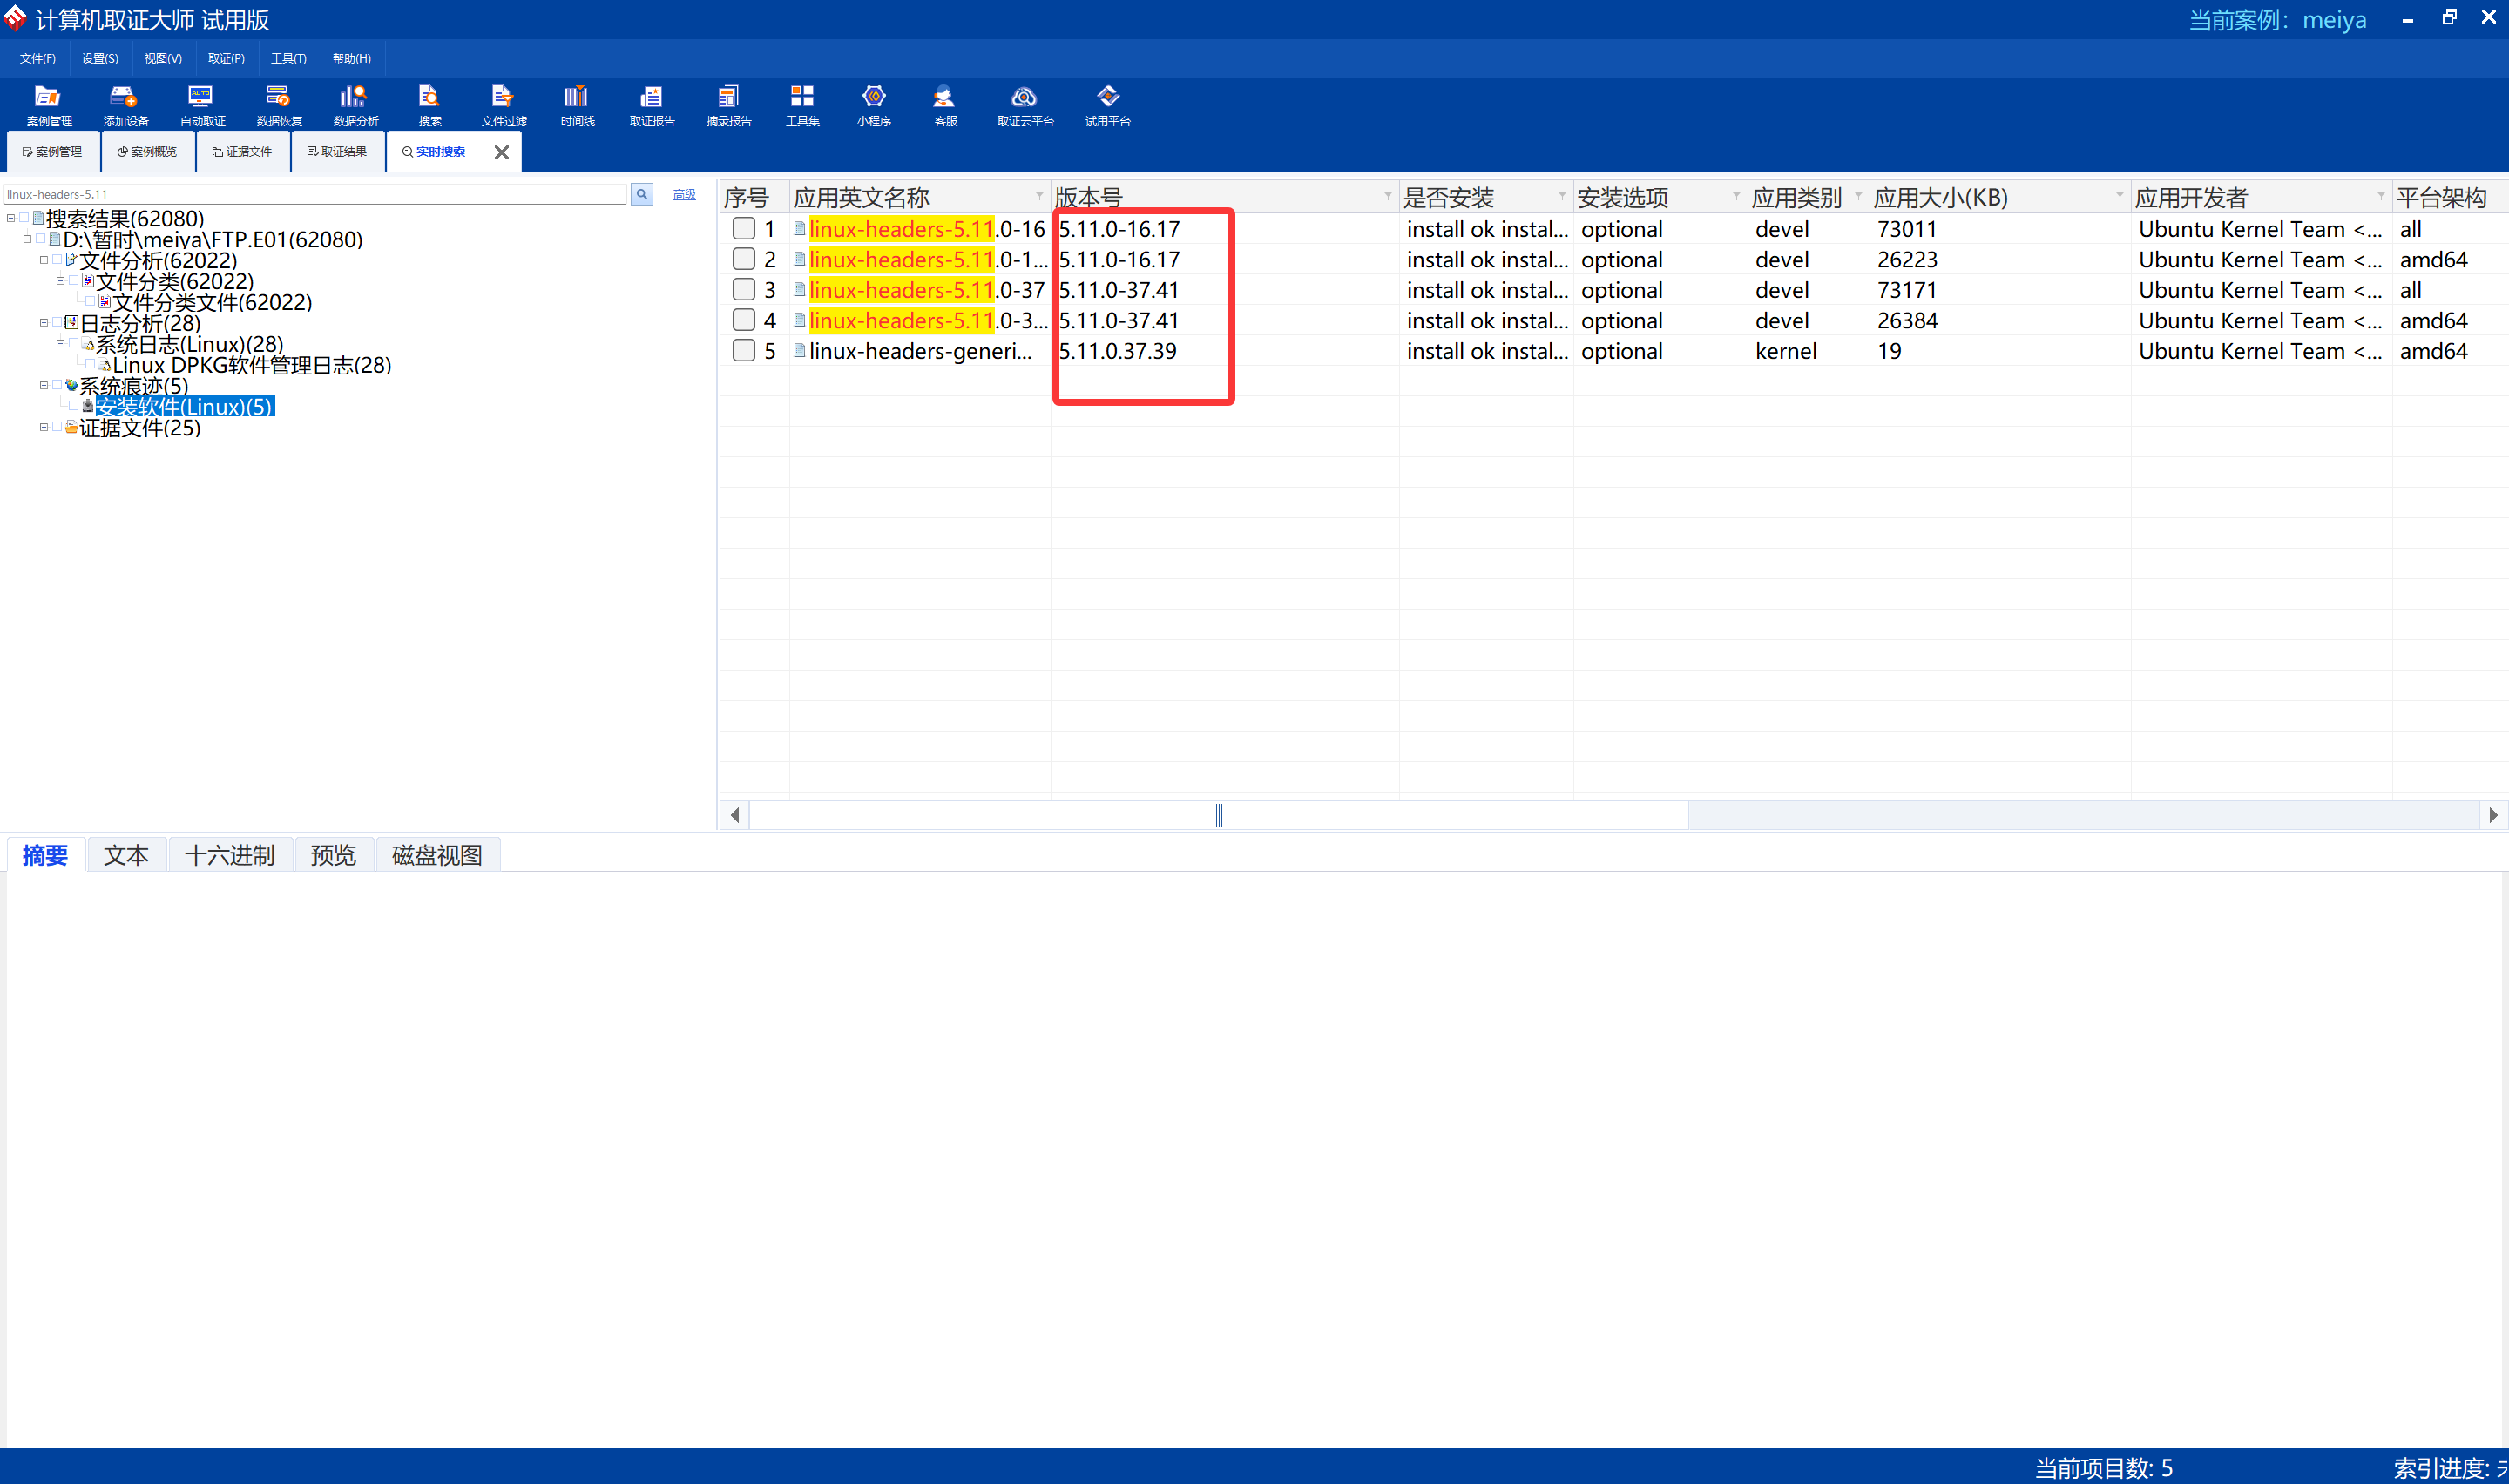 计算机取证大师 试用版
当前案例: meiya
文件(F) 设置(S) 视图(V) 取证(P) 工具(T) 帮助(H)
案例管理 添加设备 自动取证 数据恢复 数据分析 搜索 文件过滤 时间线 取证报告 摘录报告 工具集 小程序 客服 取证云平台 试用平台
案例管理 案例概览 证据文件 取证结果 实时搜索
linux-headers-5.11 高级
搜索结果(62080)
D:\暂时\meiya\FTP.E01(62080)
文件分析(62022)
文件分类(62022)
文件分类文件(62022)
日志分析(28)
系统日志(Linux)(28)
Linux DPKG软件管理日志(28)
系统痕迹(5)
安装软件(Linux)(5)
证据文件(25)
序号 应用英文名称 版本号 是否安装 安装选项 应用类别 应用大小(KB) 应用开发者 平台架构
1 linux-headers-5.11.0-16 5.11.0-16.17 install ok instal... optional devel 73011 Ubuntu Kernel Team <... all
2 linux-headers-5.11.0-1... 5.11.0-16.17 install ok instal... optional devel 26223 Ubuntu Kernel Team <... amd64
3 linux-headers-5.11.0-37 5.11.0-37.41 install ok instal... optional devel 73171 Ubuntu Kernel Team <... all
4 linux-headers-5.11.0-3... 5.11.0-37.41 install ok instal... optional devel 26384 Ubuntu Kernel Team <... amd64
5 linux-headers-generi... 5.11.0.37.39 install ok instal... optional kernel 19 Ubuntu Kernel Team <... amd64
摘要 文本 十六进制 预览 磁盘视图
当前项目数: 5 索引进度: